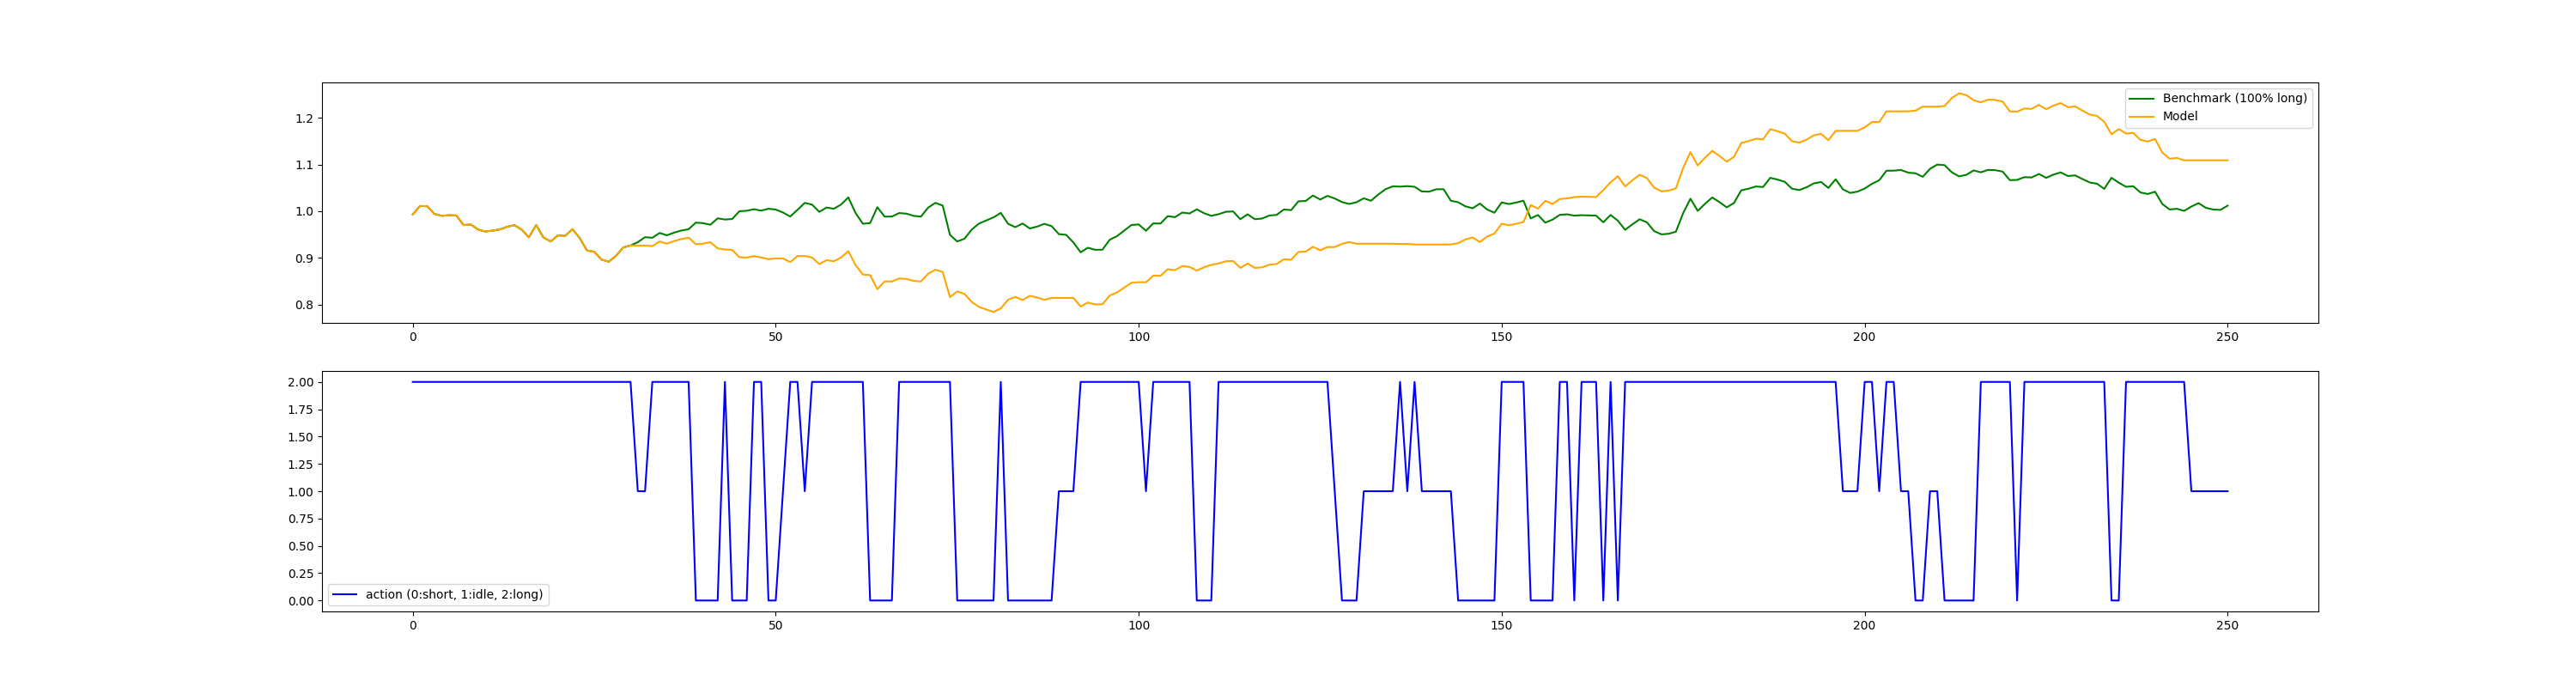 Benchmark (100% long)
Model
1.2
1.1
1.0
0.9
0.8
0 50 100 150 200 250
2.00
1.75
1.50
1.25
1.00
0.75
0.50
0.25
0.00
action (0:short, 1:idle, 2:long)
0 50 100 150 200 250